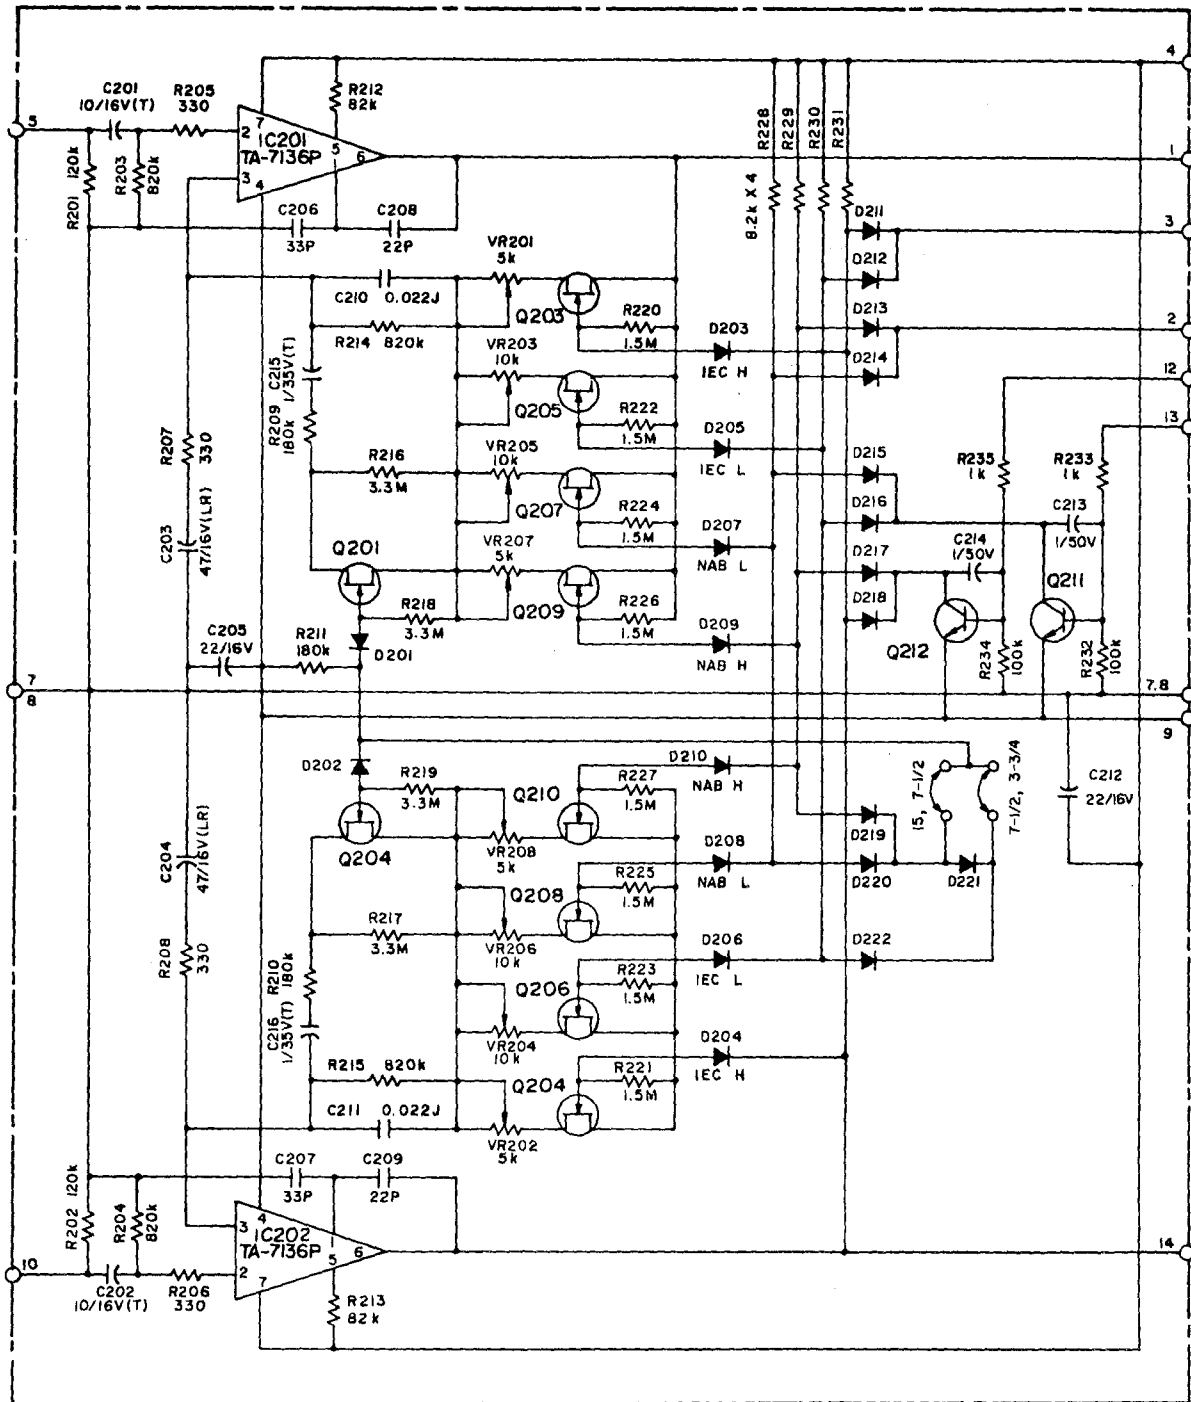 4
C201
10/16V(T)
R205
330
R212
82k
5
7
2
IC201
TA-7136P
5
6
3
4
1
R201 120k
R203
820k
C206
33P
C208
22P
R228
R229
R230
R231
8.2k X 4
D211
3
Q212
VR201
5k
C210 0.022J
Q203
R220
1.5M
D203
IEC H
D213
2
R214 820k
D214
VR203
10k
12
C215
1/35V(T)
R209
180k
Q205
R222
1.5M
D205
IEC L
13
R207
330
R216
3.3M
VR205
10k
D215
R235
1k
R233
1k
Q207
R224
1.5M
D207
NAB L
D216
C213
1/50V
C203
47/16V(LR)
Q201
VR207
5k
D217
C214
1/50V
Q211
R218
3.3M
Q209
R226
1.5M
D209
NAB H
D218
Q212
R234
100k
R232
100k
C205
22/16V
R211
180k
D201
7
8
7.8
9
D202
R219
3.3M
Q210
R227
1.5M
D210
NAB H
15, 7-1/2
7-1/2, 3-3/4
C212
22/16V
C204
47/16V(LR)
Q204
VR208
5k
D208
NAB L
D219
D220
D221
Q208
R225
1.5M
R217
3.3M
R208
330
VR206
10k
D206
IEC L
D222
R210
180k
C216
1/35V(T)
Q206
R223
1.5M
VR204
10k
D204
IEC H
R215 820k
Q204
R221
1.5M
C211 0.022J
VR202
5k
C207
33P
C209
22P
R202 120k
R204
820k
4
3
IC202
TA-7136P
6
5
2
7
14
10
C202
10/16V(T)
R206
330
R213
82k